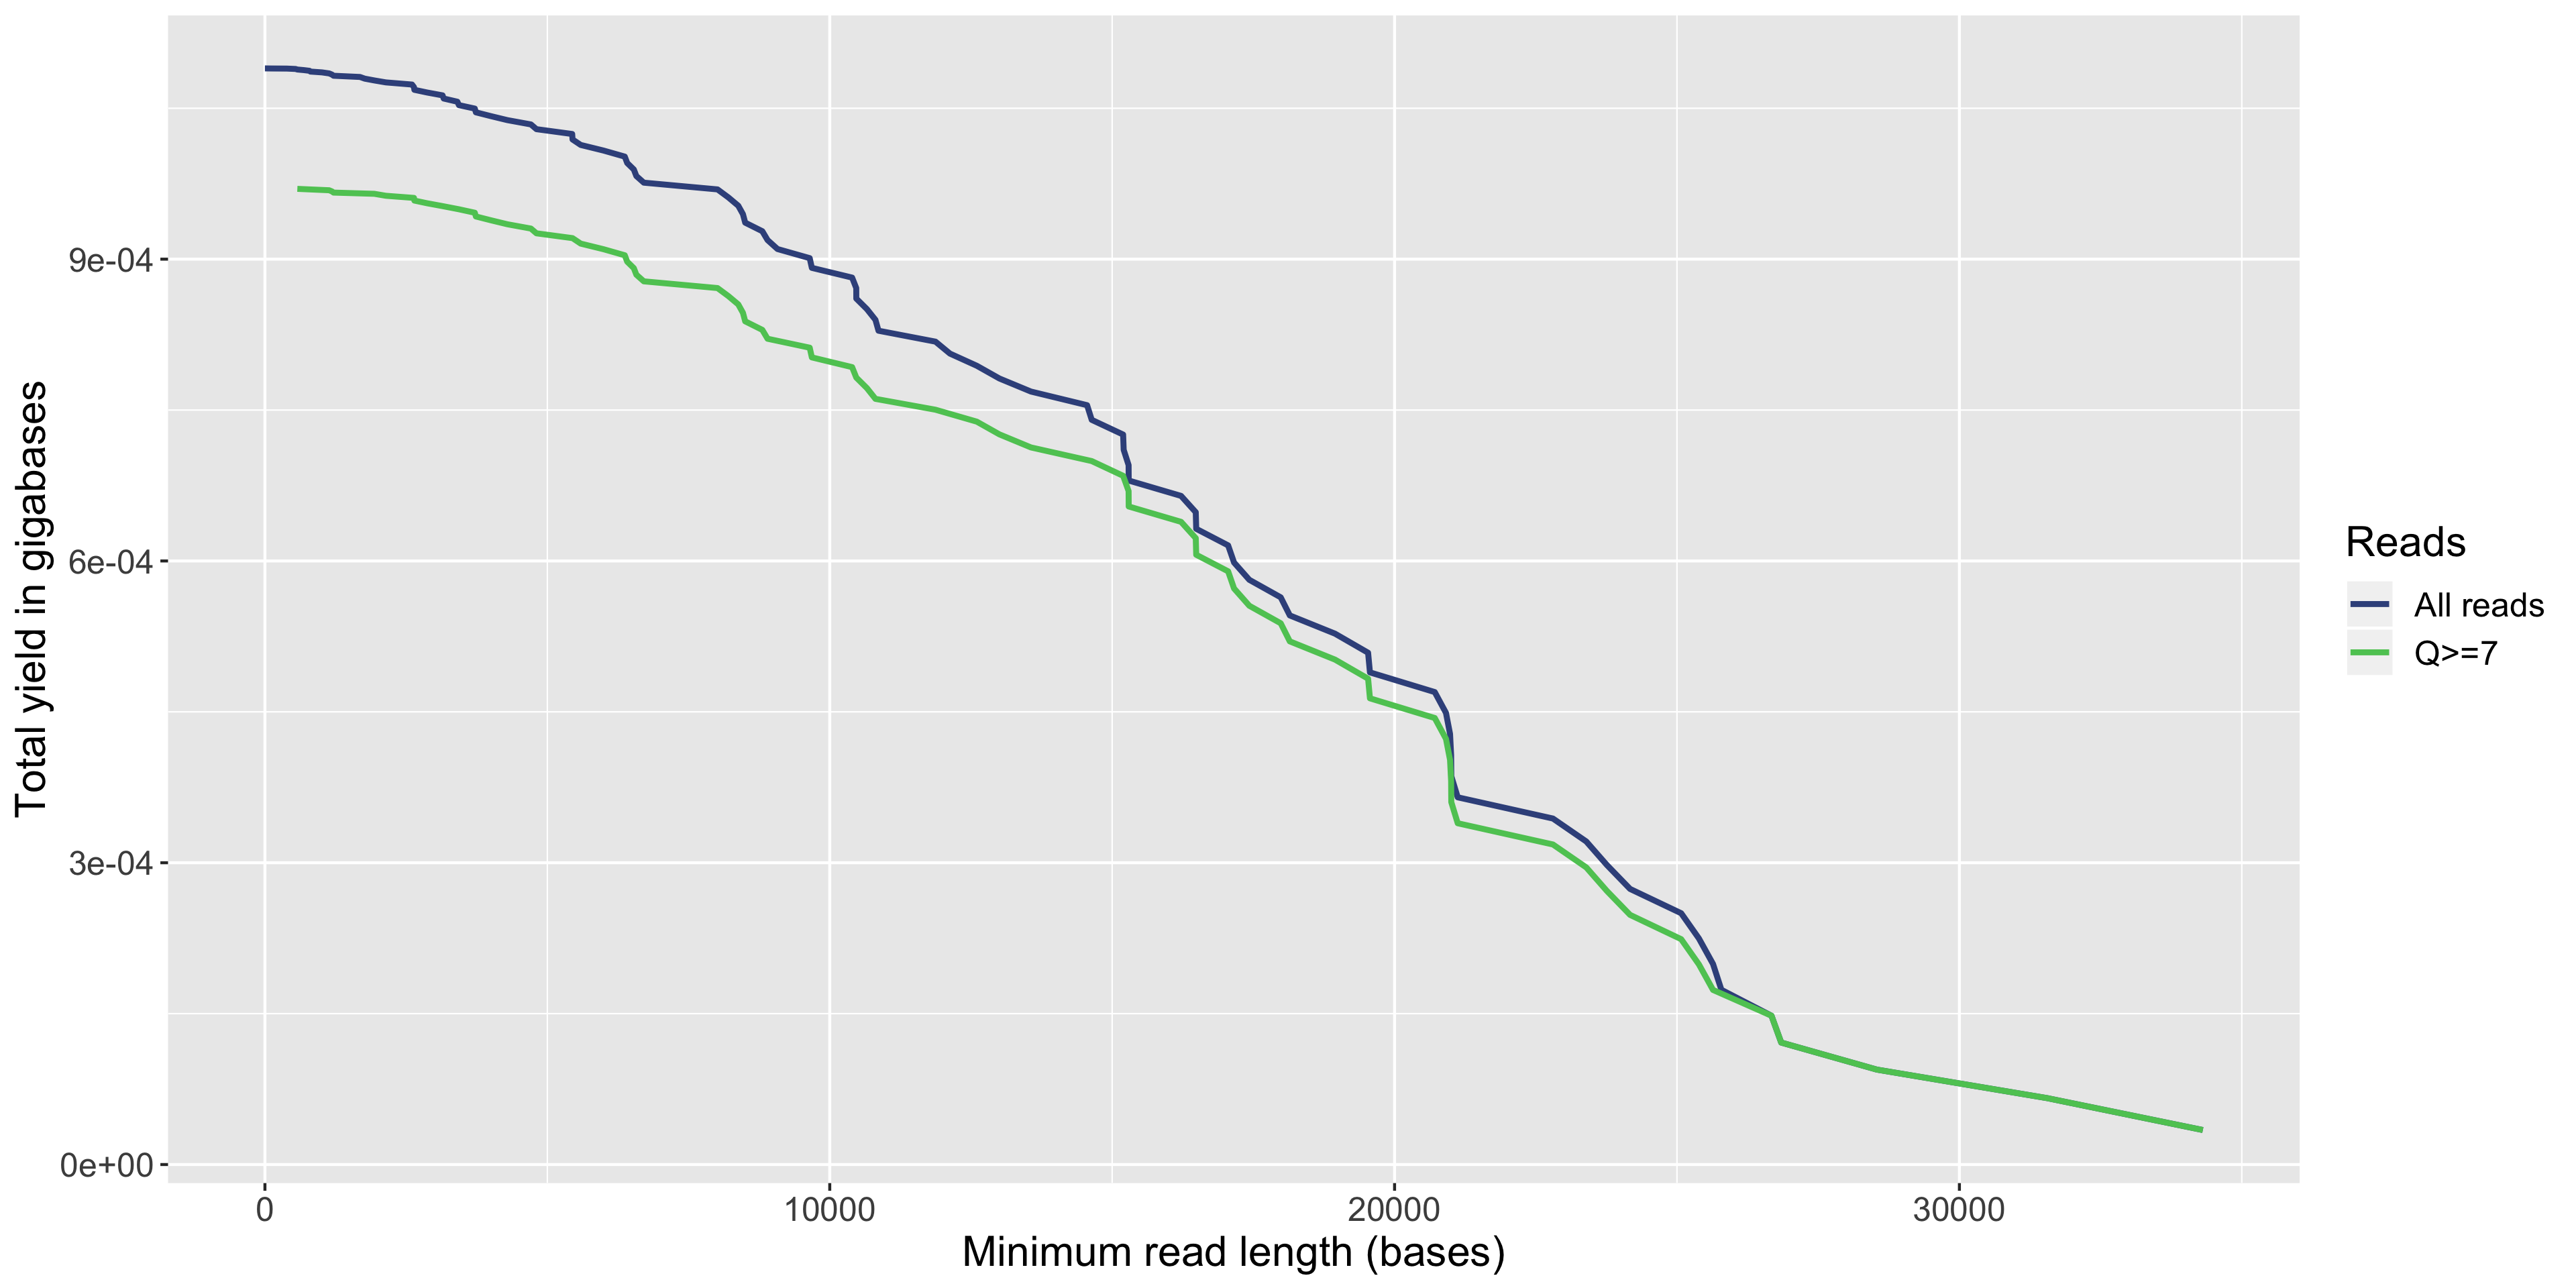 Total yield in gigabases
9e-04
6e-04
3e-04
0e+00
0
10000
20000
30000
Minimum read length (bases)
Reads
All reads
Q>=7